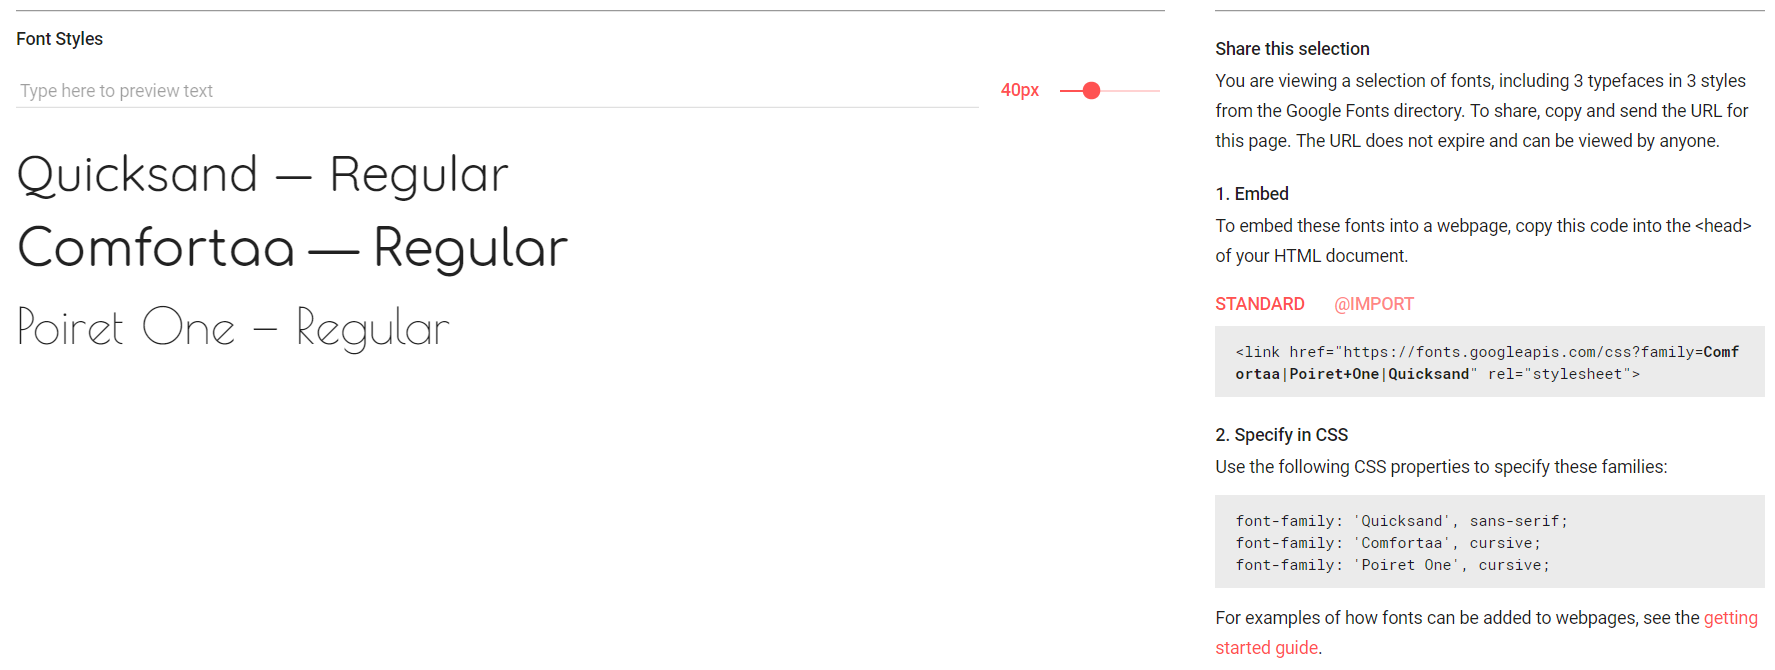 Font Styles
Type here to preview text
40px
Quicksand — Regular
Comfortaa — Regular
Poiret One — Regular
Share this selection
You are viewing a selection of fonts, including 3 typefaces in 3 styles
from the Google Fonts directory. To share, copy and send the URL for
this page. The URL does not expire and can be viewed by anyone.
1. Embed
To embed these fonts into a webpage, copy this code into the <head>
of your HTML document.
STANDARD @IMPORT
<link href="https://fonts.googleapis.com/css?family=Comf
ortaa|Poiret+One|Quicksand" rel="stylesheet">
2. Specify in CSS
Use the following CSS properties to specify these families:
font-family: 'Quicksand', sans-serif;
font-family: 'Comfortaa', cursive;
font-family: 'Poiret One', cursive;
For examples of how fonts can be added to webpages, see the getting
started guide.